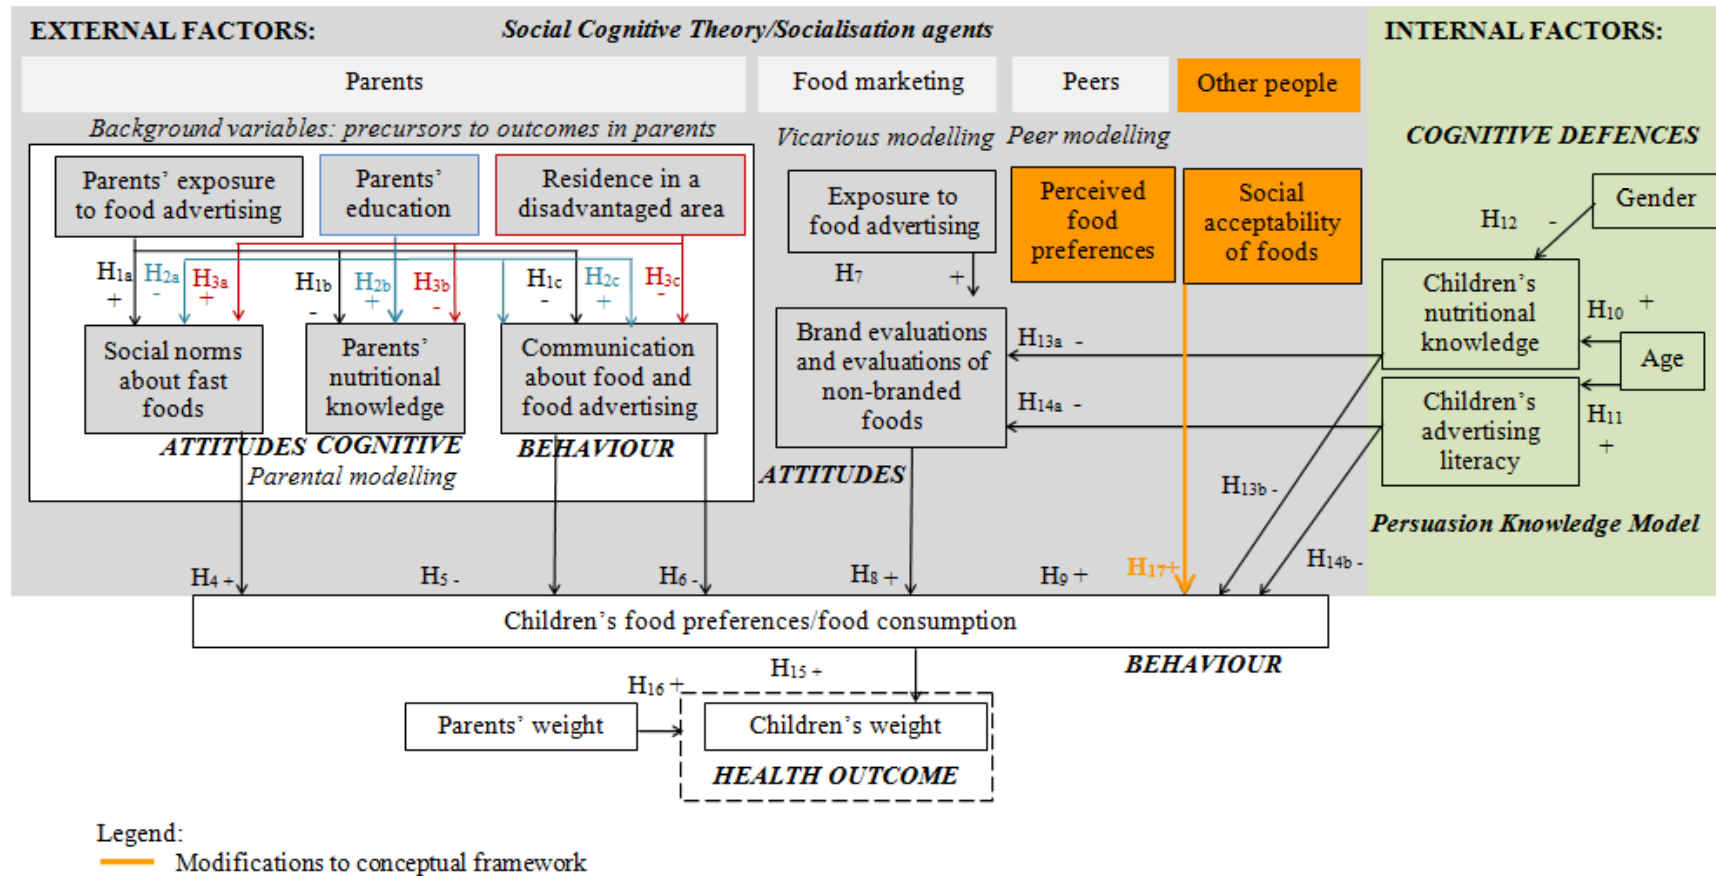 EXTERNAL FACTORS:
Social Cognitive Theory/Socialisation agents
INTERNAL FACTORS:
Parents
Food marketing
Peers
Other people
Background variables: precursors to outcomes in parents
Vicarious modelling
Peer modelling
COGNITIVE DEFENCES
Parents’ exposure
to food advertising
Parents’
education
Residence in a
disadvantaged area
Exposure to
food advertising
Perceived
food
preferences
Social
acceptability
of foods
Gender
H12 -
H1a
+
H2a
-
H3a
+
H1b
-
H2b
+
H3b
-
H1c
-
H2c
+
H3c
-
H7 +
Children’s
nutritional
knowledge
H10 +
Age
H11
+
Children’s
advertising
literacy
Social norms
about fast
foods
Parents’
nutritional
knowledge
Communication
about food and
food advertising
Brand evaluations
and evaluations of
non-branded
foods
H13a -
H14a -
ATTITUDES
COGNITIVE
BEHAVIOUR
Parental modelling
ATTITUDES
H13b -
Persuasion Knowledge Model
H14b -
H4 +
H5 -
H6 -
H8 +
H9 +
H17+
Children’s food preferences/food consumption
BEHAVIOUR
H15 +
H16 +
Parents’ weight
Children’s weight
HEALTH OUTCOME
Legend:
Modifications to conceptual framework